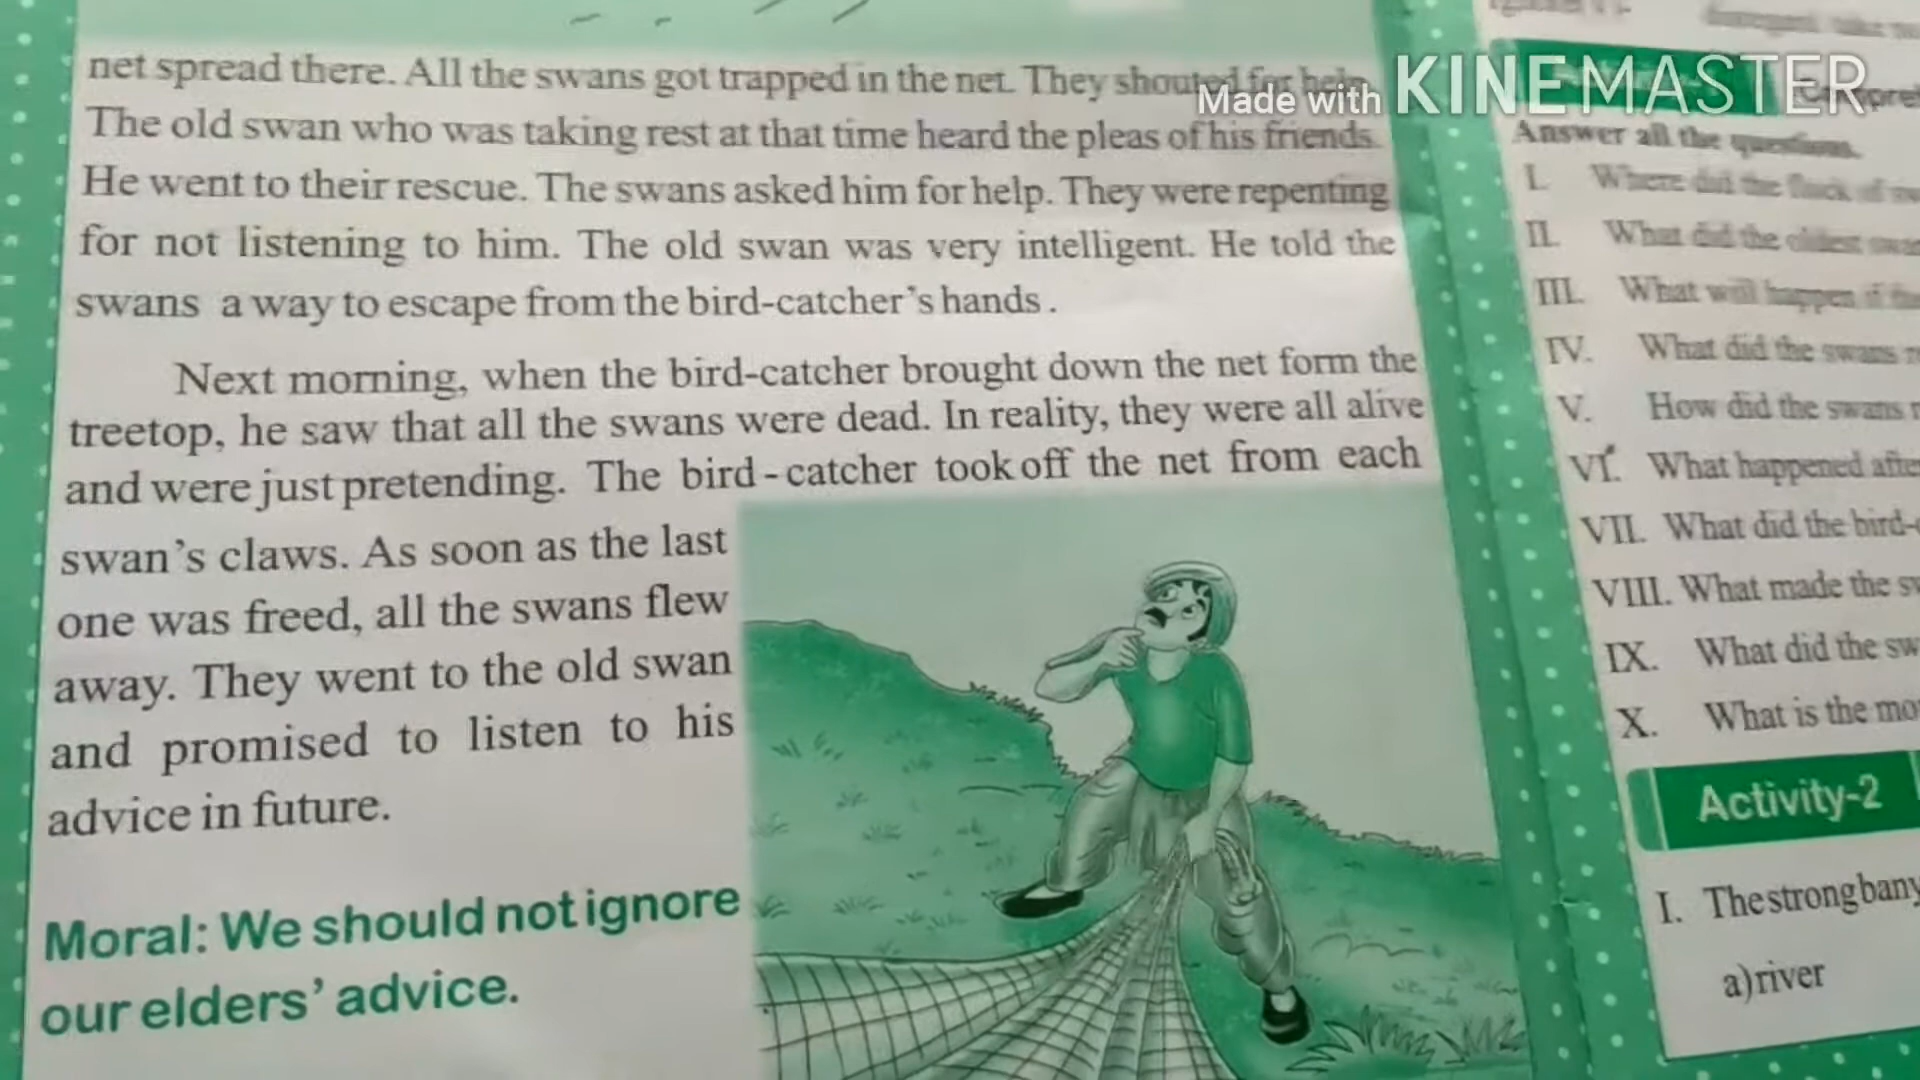 net spread there. All the swans got trapped in the net. They shouted for help.
Made with KINEMASTER
The old swan who was taking rest at that time heard the pleas of his friends.
He went to their rescue. The swans asked him for help. They were repenting
for not listening to him. The old swan was very intelligent. He told the
swans a way to escape from the bird-catcher's hands.
Next morning, when the bird-catcher brought down the net form the
treetop, he saw that all the swans were dead. In reality, they were all alive
and were just pretending. The bird-catcher took off the net from each
swan's claws. As soon as the last
one was freed, all the swans flew
away. They went to the old swan
and promised to listen to his
advice in future.
Moral: We should not ignore
our elders' advice.
Answer all the questions.
I. Where did the flock of
II. What did the oldest
III. What will happen if
IV. What did the swans
V. How did the swans
VI. What happened
VII. What did the bird-
VIII. What made the
IX. What did the
X. What is the
Activity-2
I. The strong
a) river